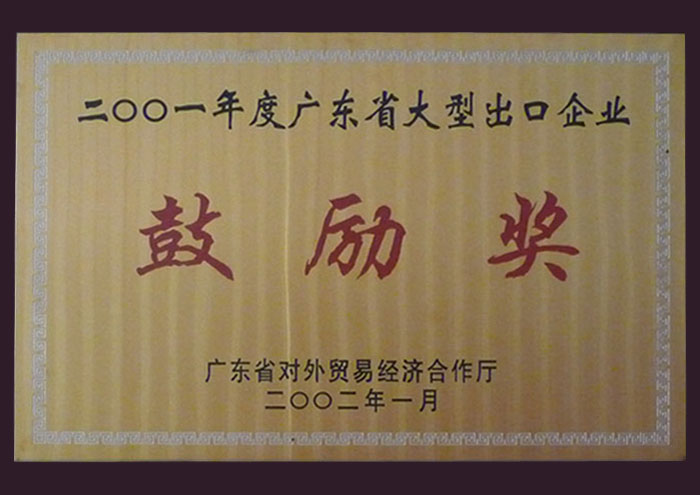 二〇〇一年度广东省大型出口企业
鼓励奖
广东省对外贸易经济合作厅
二〇〇二年一月